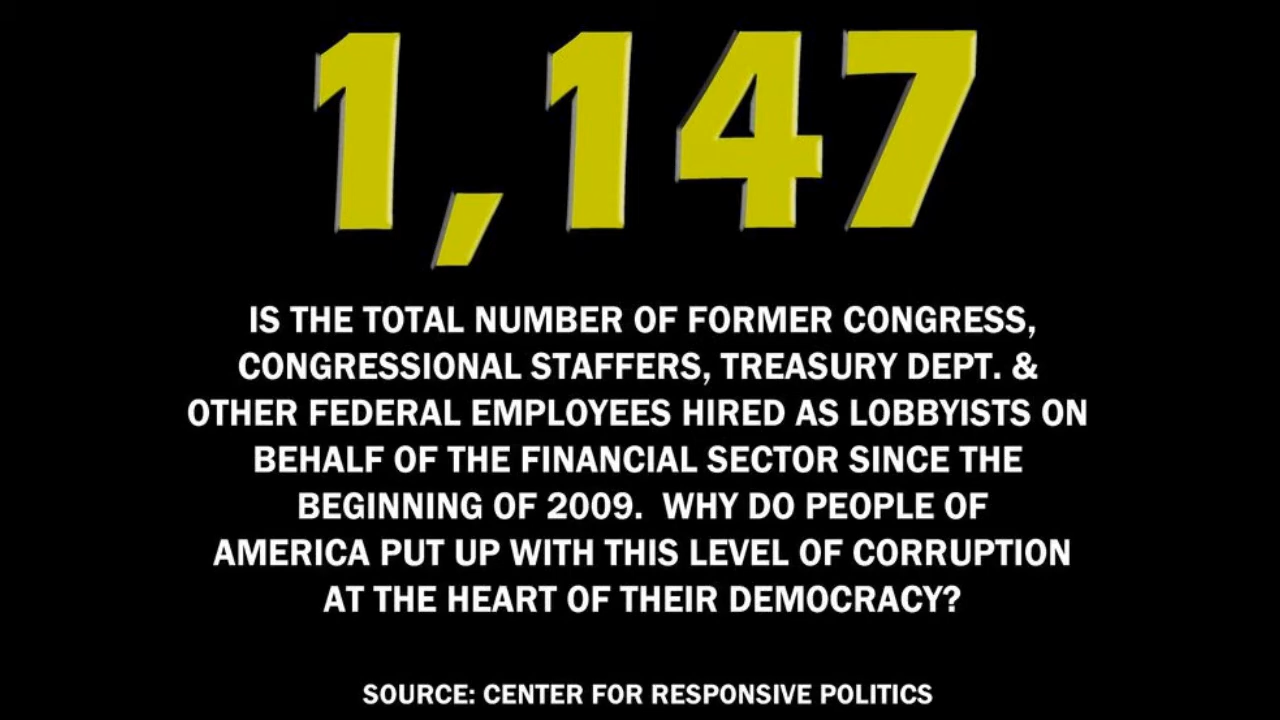 1,147
IS THE TOTAL NUMBER OF FORMER CONGRESS,
CONGRESSIONAL STAFFERS, TREASURY DEPT. &
OTHER FEDERAL EMPLOYEES HIRED AS LOBBYISTS ON
BEHALF OF THE FINANCIAL SECTOR SINCE THE
BEGINNING OF 2009.  WHY DO PEOPLE OF
AMERICA PUT UP WITH THIS LEVEL OF CORRUPTION
AT THE HEART OF THEIR DEMOCRACY?
SOURCE: CENTER FOR RESPONSIVE POLITICS